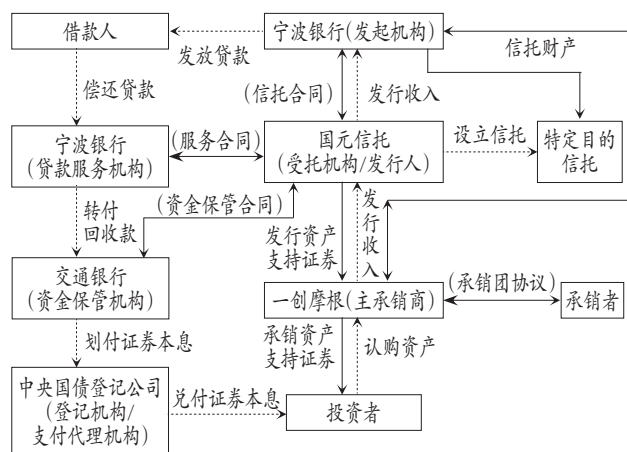 借款人
发放贷款
宁波银行(发起机构)
信托财产
偿还贷款
(信托合同)
发行收入
宁波银行
(贷款服务机构)
(服务合同)
国元信托
(受托机构/发行人)
设立信托
特定目的
信托
转付
回收款
(资金保管合同)
发行资产
支持证券
发
行
收
入
交通银行
(资金保管机构)
一创摩根(主承销商)
(承销团协议)
承销者
划付证券本息
承销资产
支持证券
认购资产
中央国债登记公司
(登记机构/
支付代理机构)
兑付证券本息
投资者